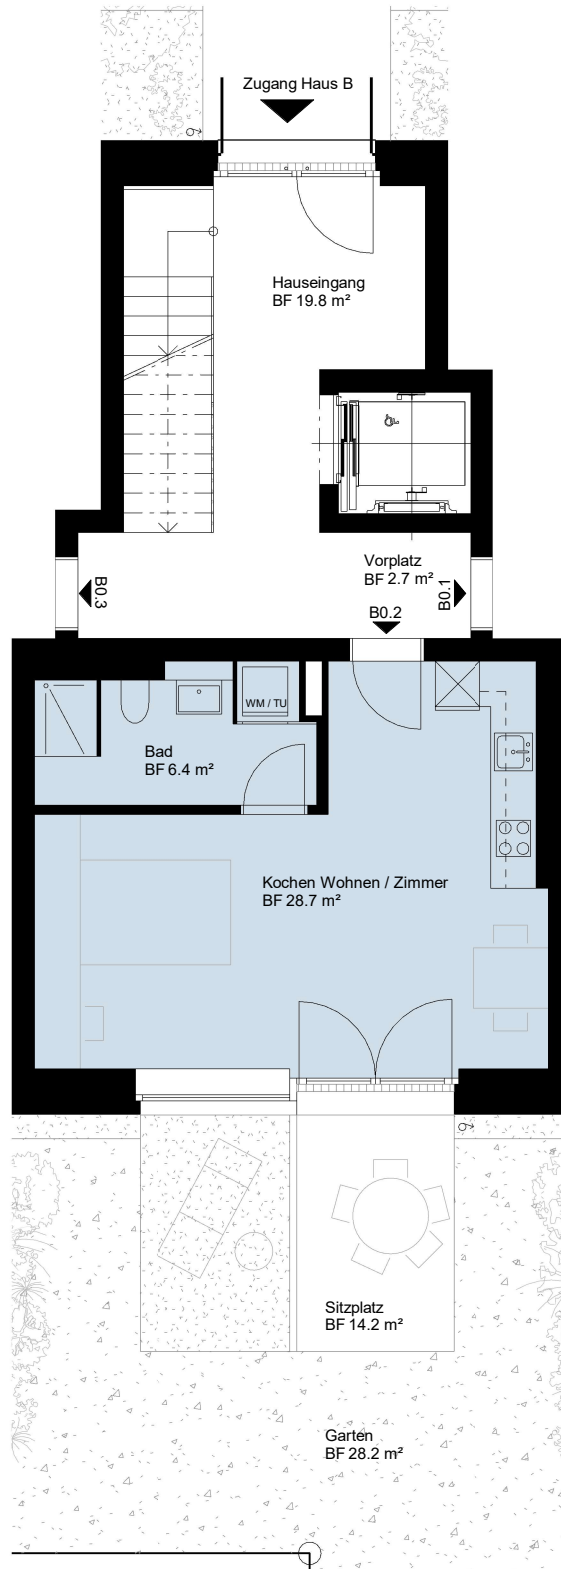 Zugang Haus B
Hauseingang
BF 19.8 m²
Vorplatz
BF 2.7 m²
B0.3
B0.2
B0.1
WM / TU
Bad
BF 6.4 m²
Kochen Wohnen / Zimmer
BF 28.7 m²
Sitzplatz
BF 14.2 m²
Garten
BF 28.2 m²